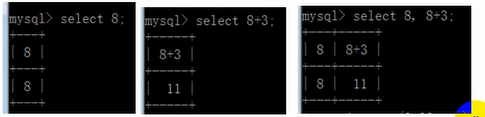 mysql> select 8;
+---+
| 8 |
+---+
| 8 |
+---+
mysql> select 8+3;
+-----+
| 8+3 |
+-----+
|  11 |
+-----+
mysql> select 8, 8+3;
+---+-----+
| 8 | 8+3 |
+---+-----+
| 8 |  11 |
+---+-----+